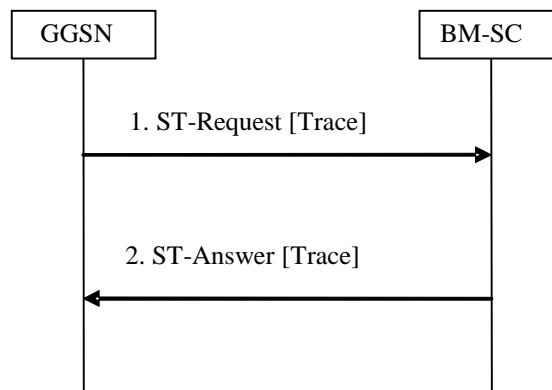 GGSN
BM-SC
1. ST-Request [Trace]
2. ST-Answer [Trace]